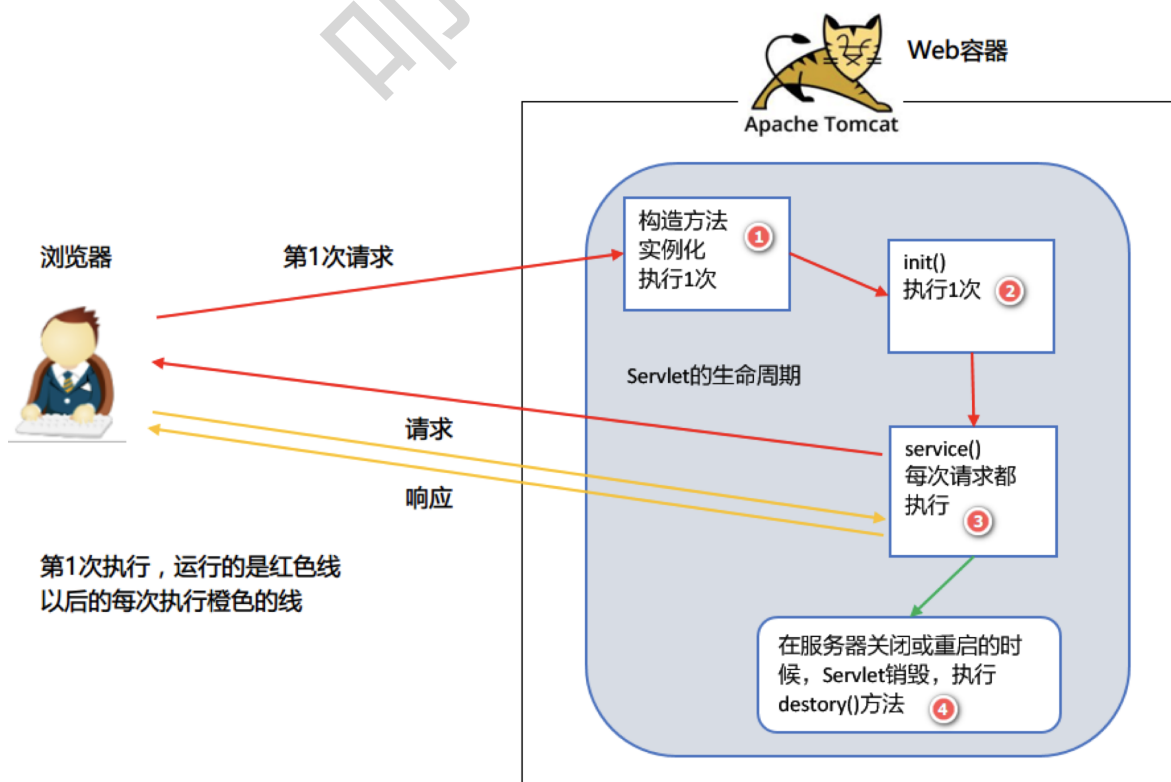 Web容器
Apache Tomcat
浏览器
第1次请求
构造方法
实例化
执行1次
1
init()
执行1次
2
Servlet的生命周期
请求
响应
service()
每次请求都
执行
3
第1次执行，运行的是红色线
以后的每次执行橙色的线
在服务器关闭或重启的时
候，Servlet销毁，执行
destory()方法
4